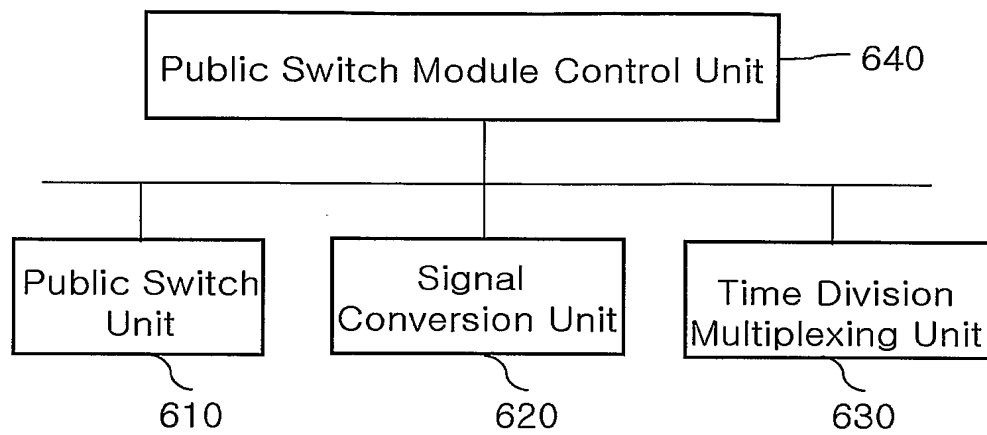 Public Switch Module Control Unit
640
Public Switch
Unit
Signal
Conversion Unit
Time Division
Multiplexing Unit
610
620
630